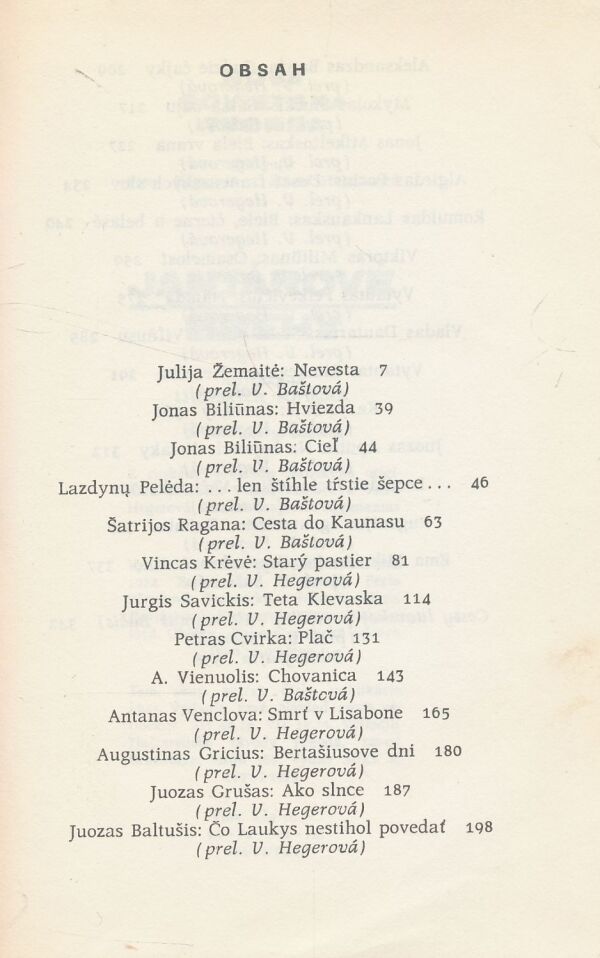 OBSAH
Julija Žemaitė: Nevesta 7
(prel. V. Baštová)
Jonas Biliūnas: Hviezda 39
(prel. V. Baštová)
Jonas Biliūnas: Cieľ 44
(prel. V. Baštová)
Lazdynų Pelėda: ...len štíhle tŕstie šepce... 46
(prel. V. Baštová)
Šatrijos Ragana: Cesta do Kaunasu 63
(prel. V. Baštová)
Vincas Krėvė: Starý pastier 81
(prel. V. Hegerová)
Jurgis Savickis: Teta Klevaska 114
(prel. V. Hegerová)
Petras Cvirka: Plač 131
(prel. V. Hegerová)
A. Vienuolis: Chovanica 143
(prel. V. Baštová)
Antanas Venclova: Smrť v Lisabone 165
(prel. V. Hegerová)
Augustinas Gricius: Bertašiusove dni 180
(prel. V. Hegerová)
Juozas Grušas: Ako slnce 187
(prel. V. Hegerová)
Juozas Baltušis: Čo Laukys nestihol povedať 198
(prel. V. Hegerová)